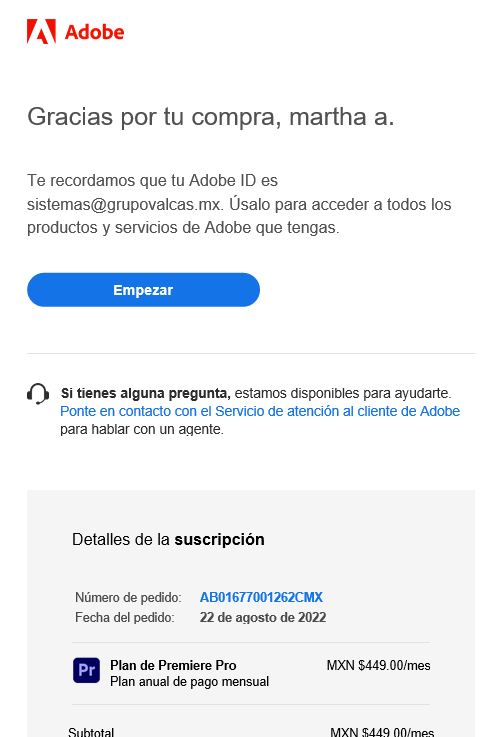 Adobe
Gracias por tu compra, martha a.
Te recordamos que tu Adobe ID es
sistemas@grupovalcas.mx. Úsalo para acceder a todos los
productos y servicios de Adobe que tengas.
Empezar
Si tienes alguna pregunta, estamos disponibles para ayudarte.
Ponte en contacto con el Servicio de atención al cliente de Adobe
para hablar con un agente.
Detalles de la suscripción
Número de pedido: AB01677001262CMX
Fecha del pedido: 22 de agosto de 2022
Pr Plan de Premiere Pro MXN $449.00/mes
Plan anual de pago mensual
Subtotal MXN $449.00/mes